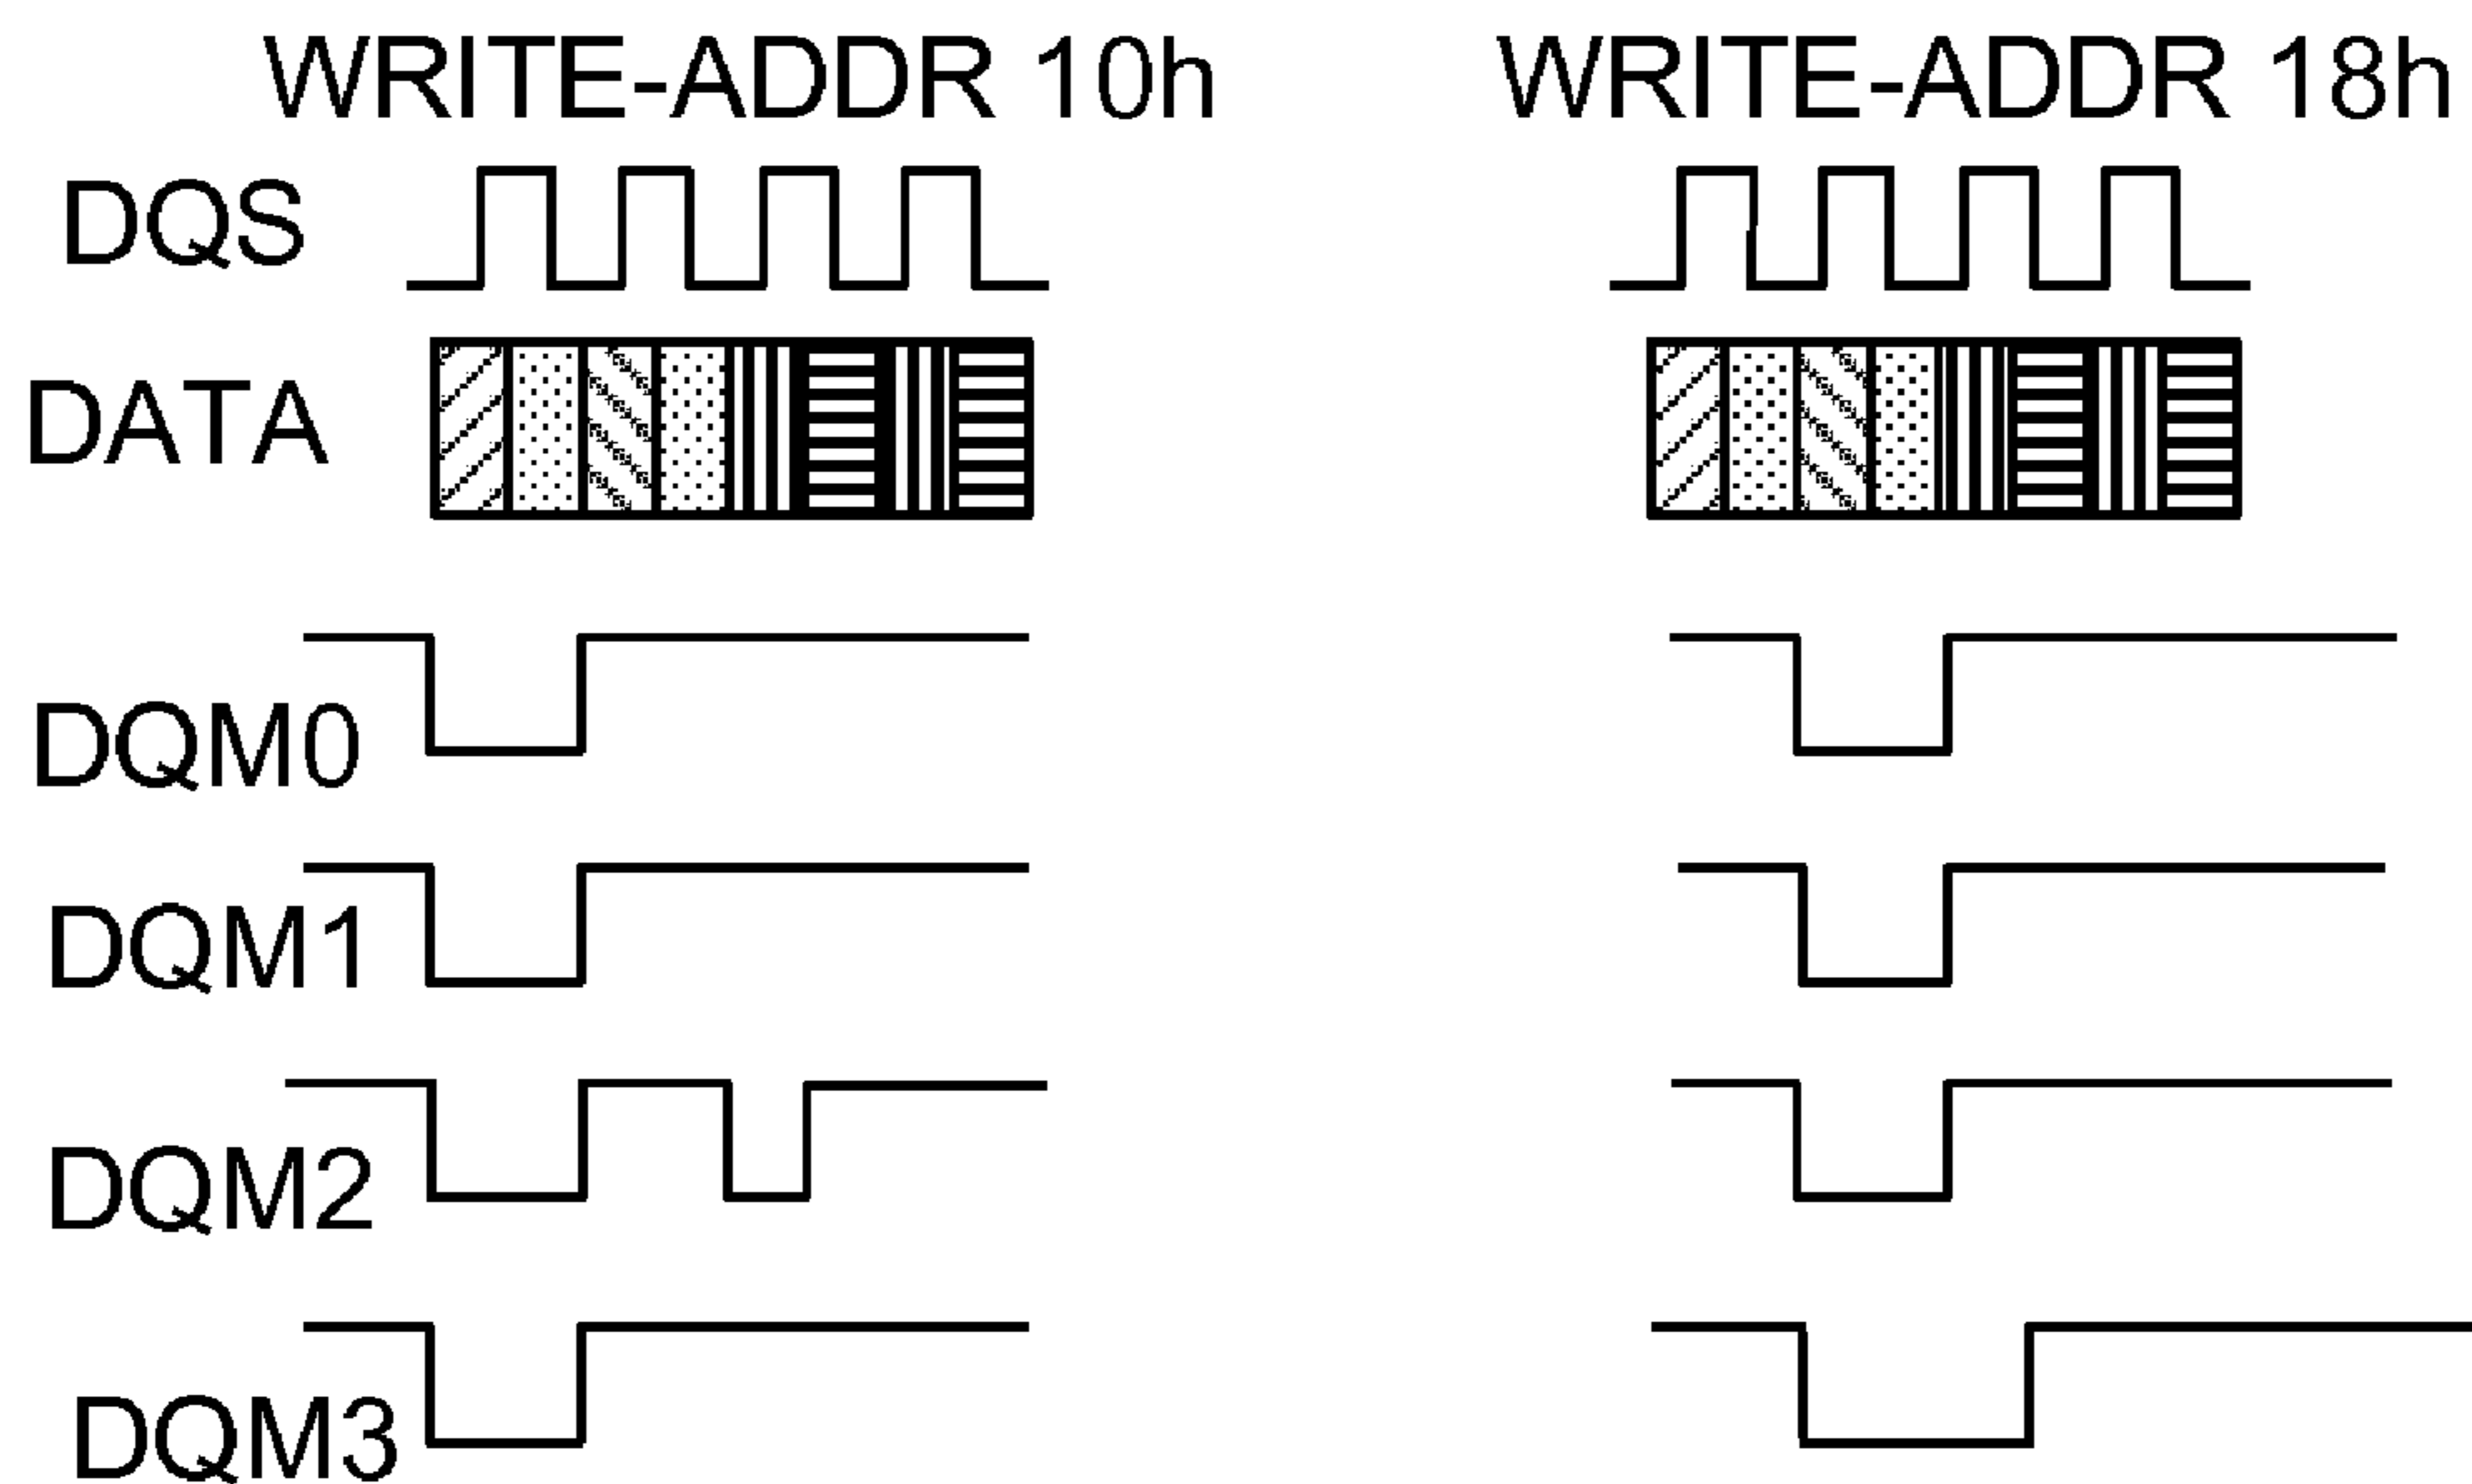 WRITE-ADDR 10h WRITE-ADDR 18h
DQS
DATA
DQM0
DQM1
DQM2
DQM3